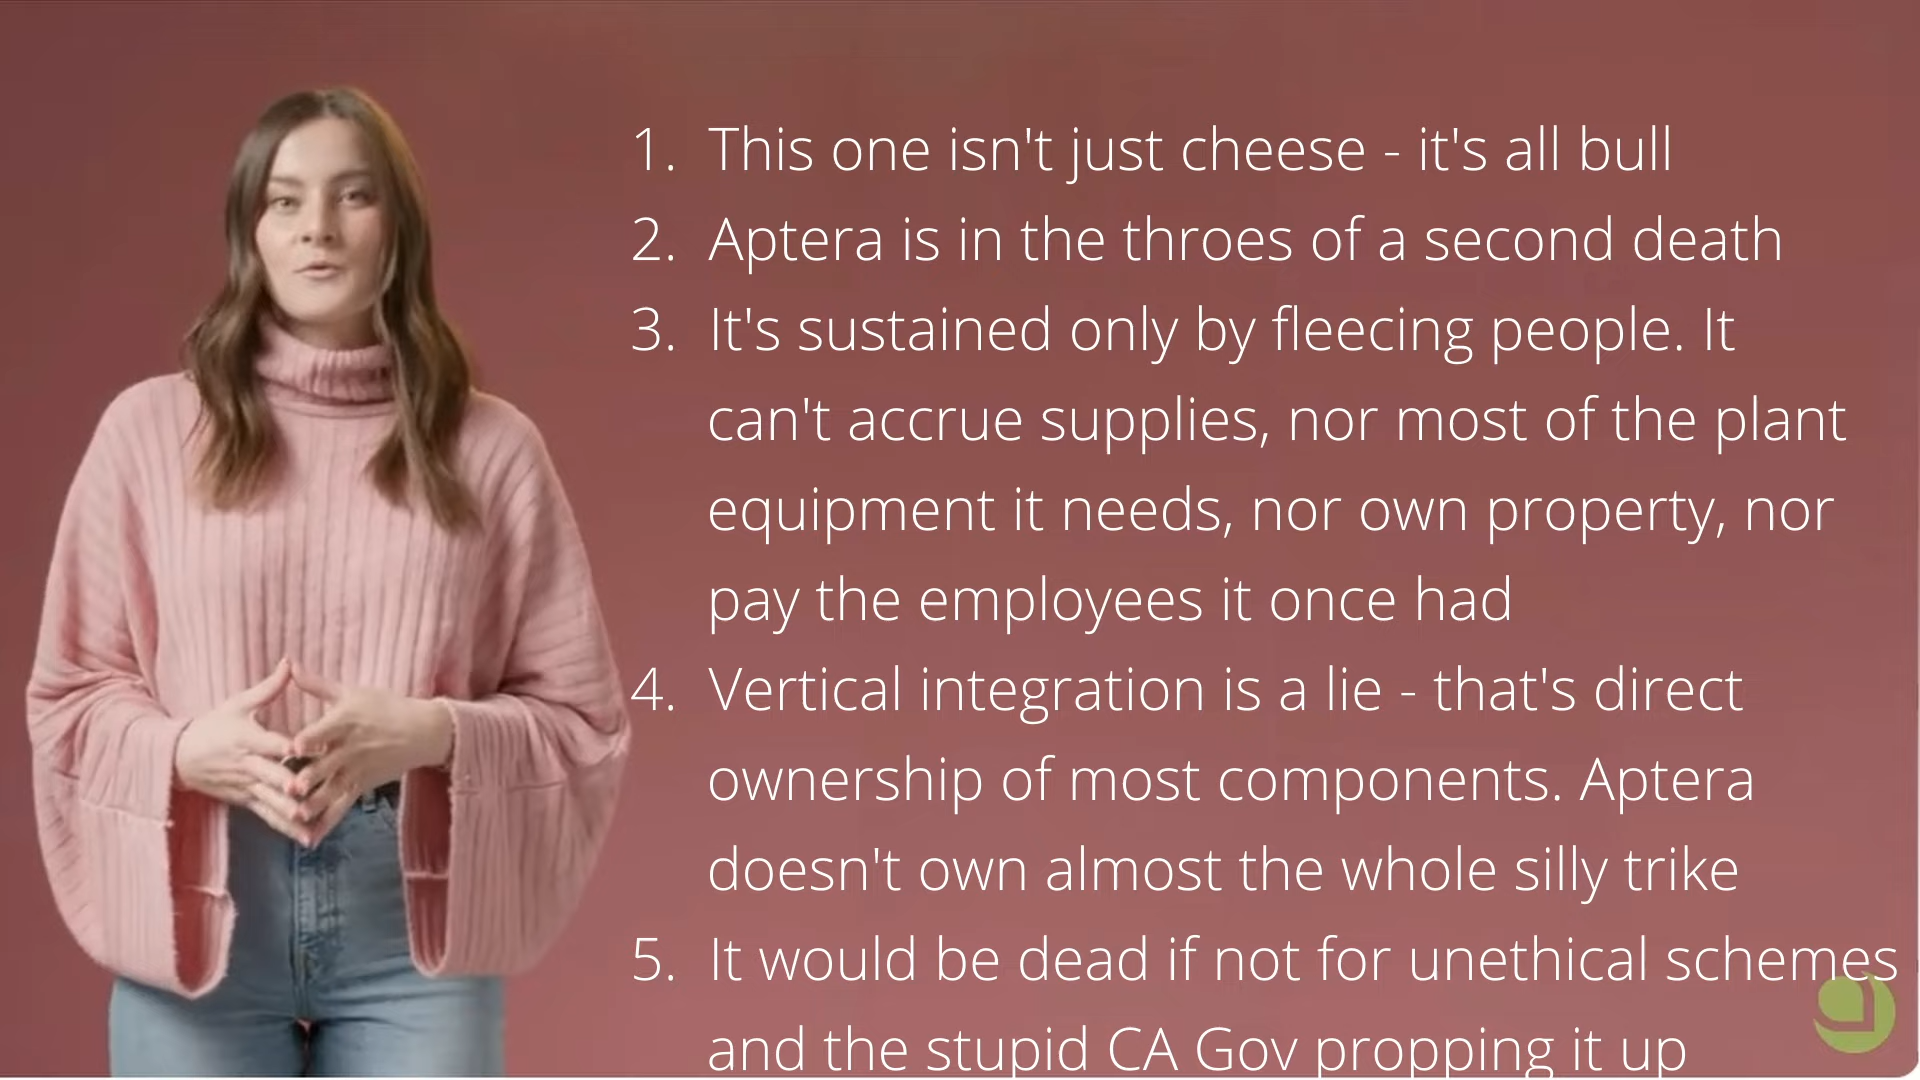 1. This one isn't just cheese - it's all bull
2. Aptera is in the throes of a second death
3. It's sustained only by fleecing people. It
can't accrue supplies, nor most of the plant
equipment it needs, nor own property, nor
pay the employees it once had
4. Vertical integration is a lie - that's direct
ownership of most components. Aptera
doesn't own almost the whole silly trike
5. It would be dead if not for unethical schemes
and the stupid CA Gov propping it up